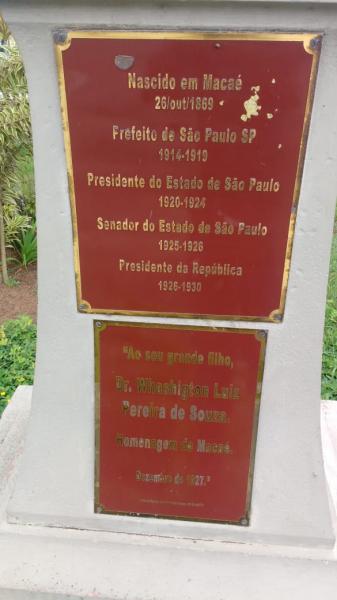 Nascido em Macaé
26/out/1869
Prefeito de São Paulo SP
1914-1919
Presidente do Estado de São Paulo
1920-1924
Senador do Estado de São Paulo
1925-1926
Presidente da República
1926-1930
"Ao seu grande filho,
Dr. Whashigton Luiz
Pereira de Souza.
Homenagem de Macaé.
Dezembro de 1927."